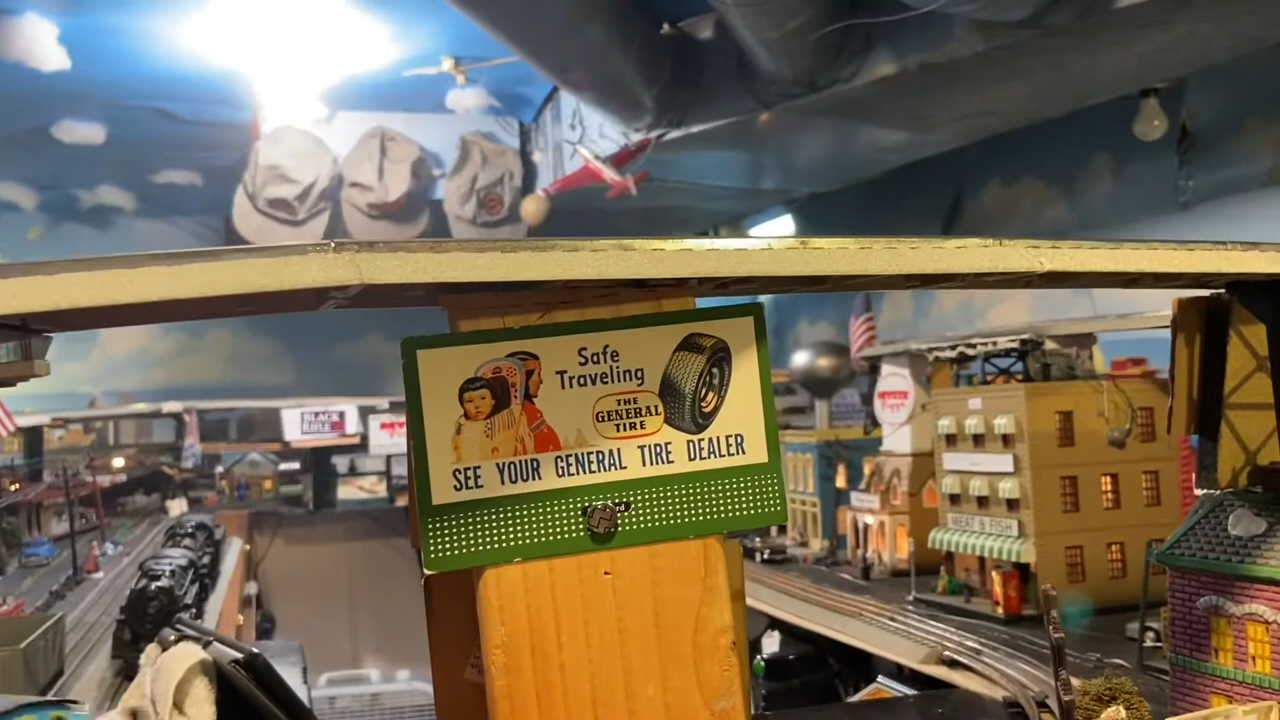 Safe
Traveling
THE
GENERAL
TIRE
SEE YOUR GENERAL TIRE DEALER
BLACK
RIFLE
MEAT & FISH